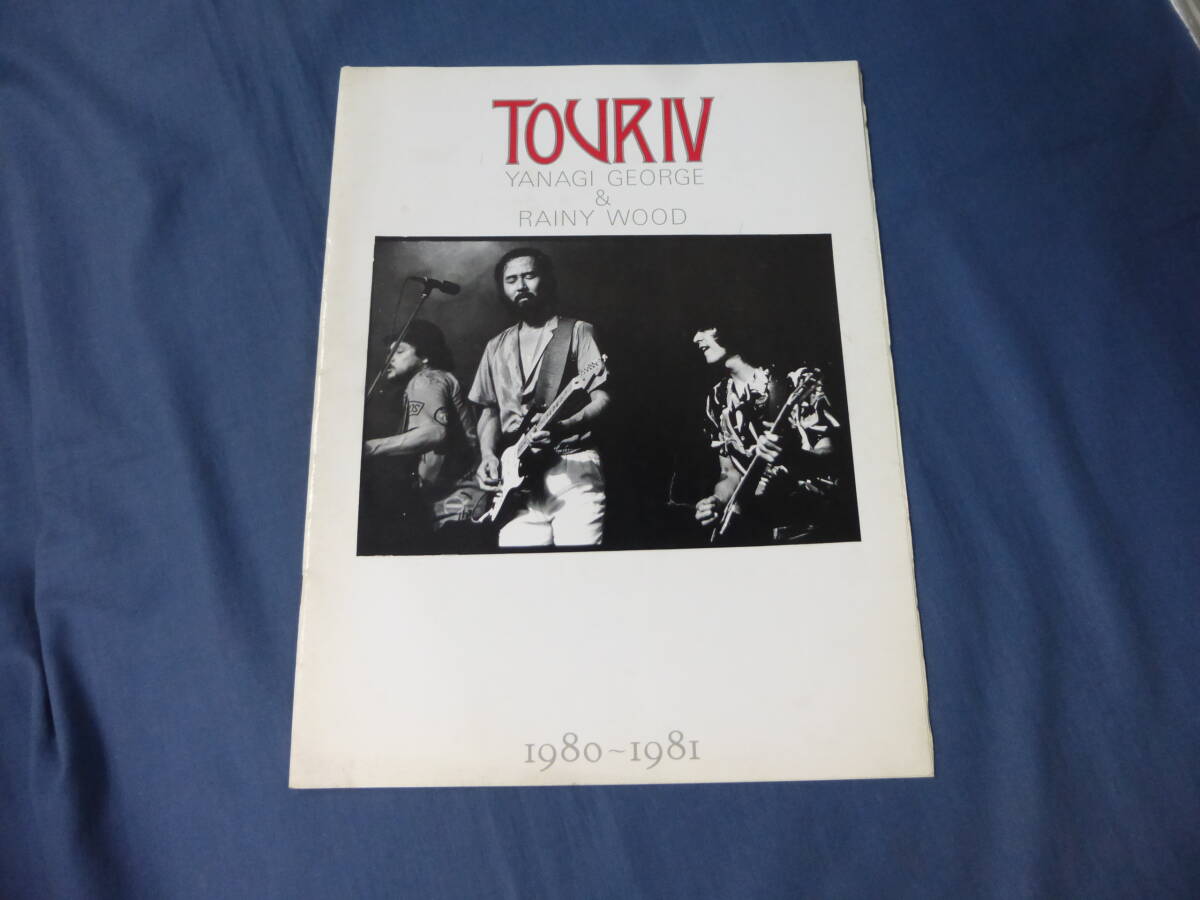 TOUR IV
YANAGI GEORGE
&
RAINY WOOD
1980~1981